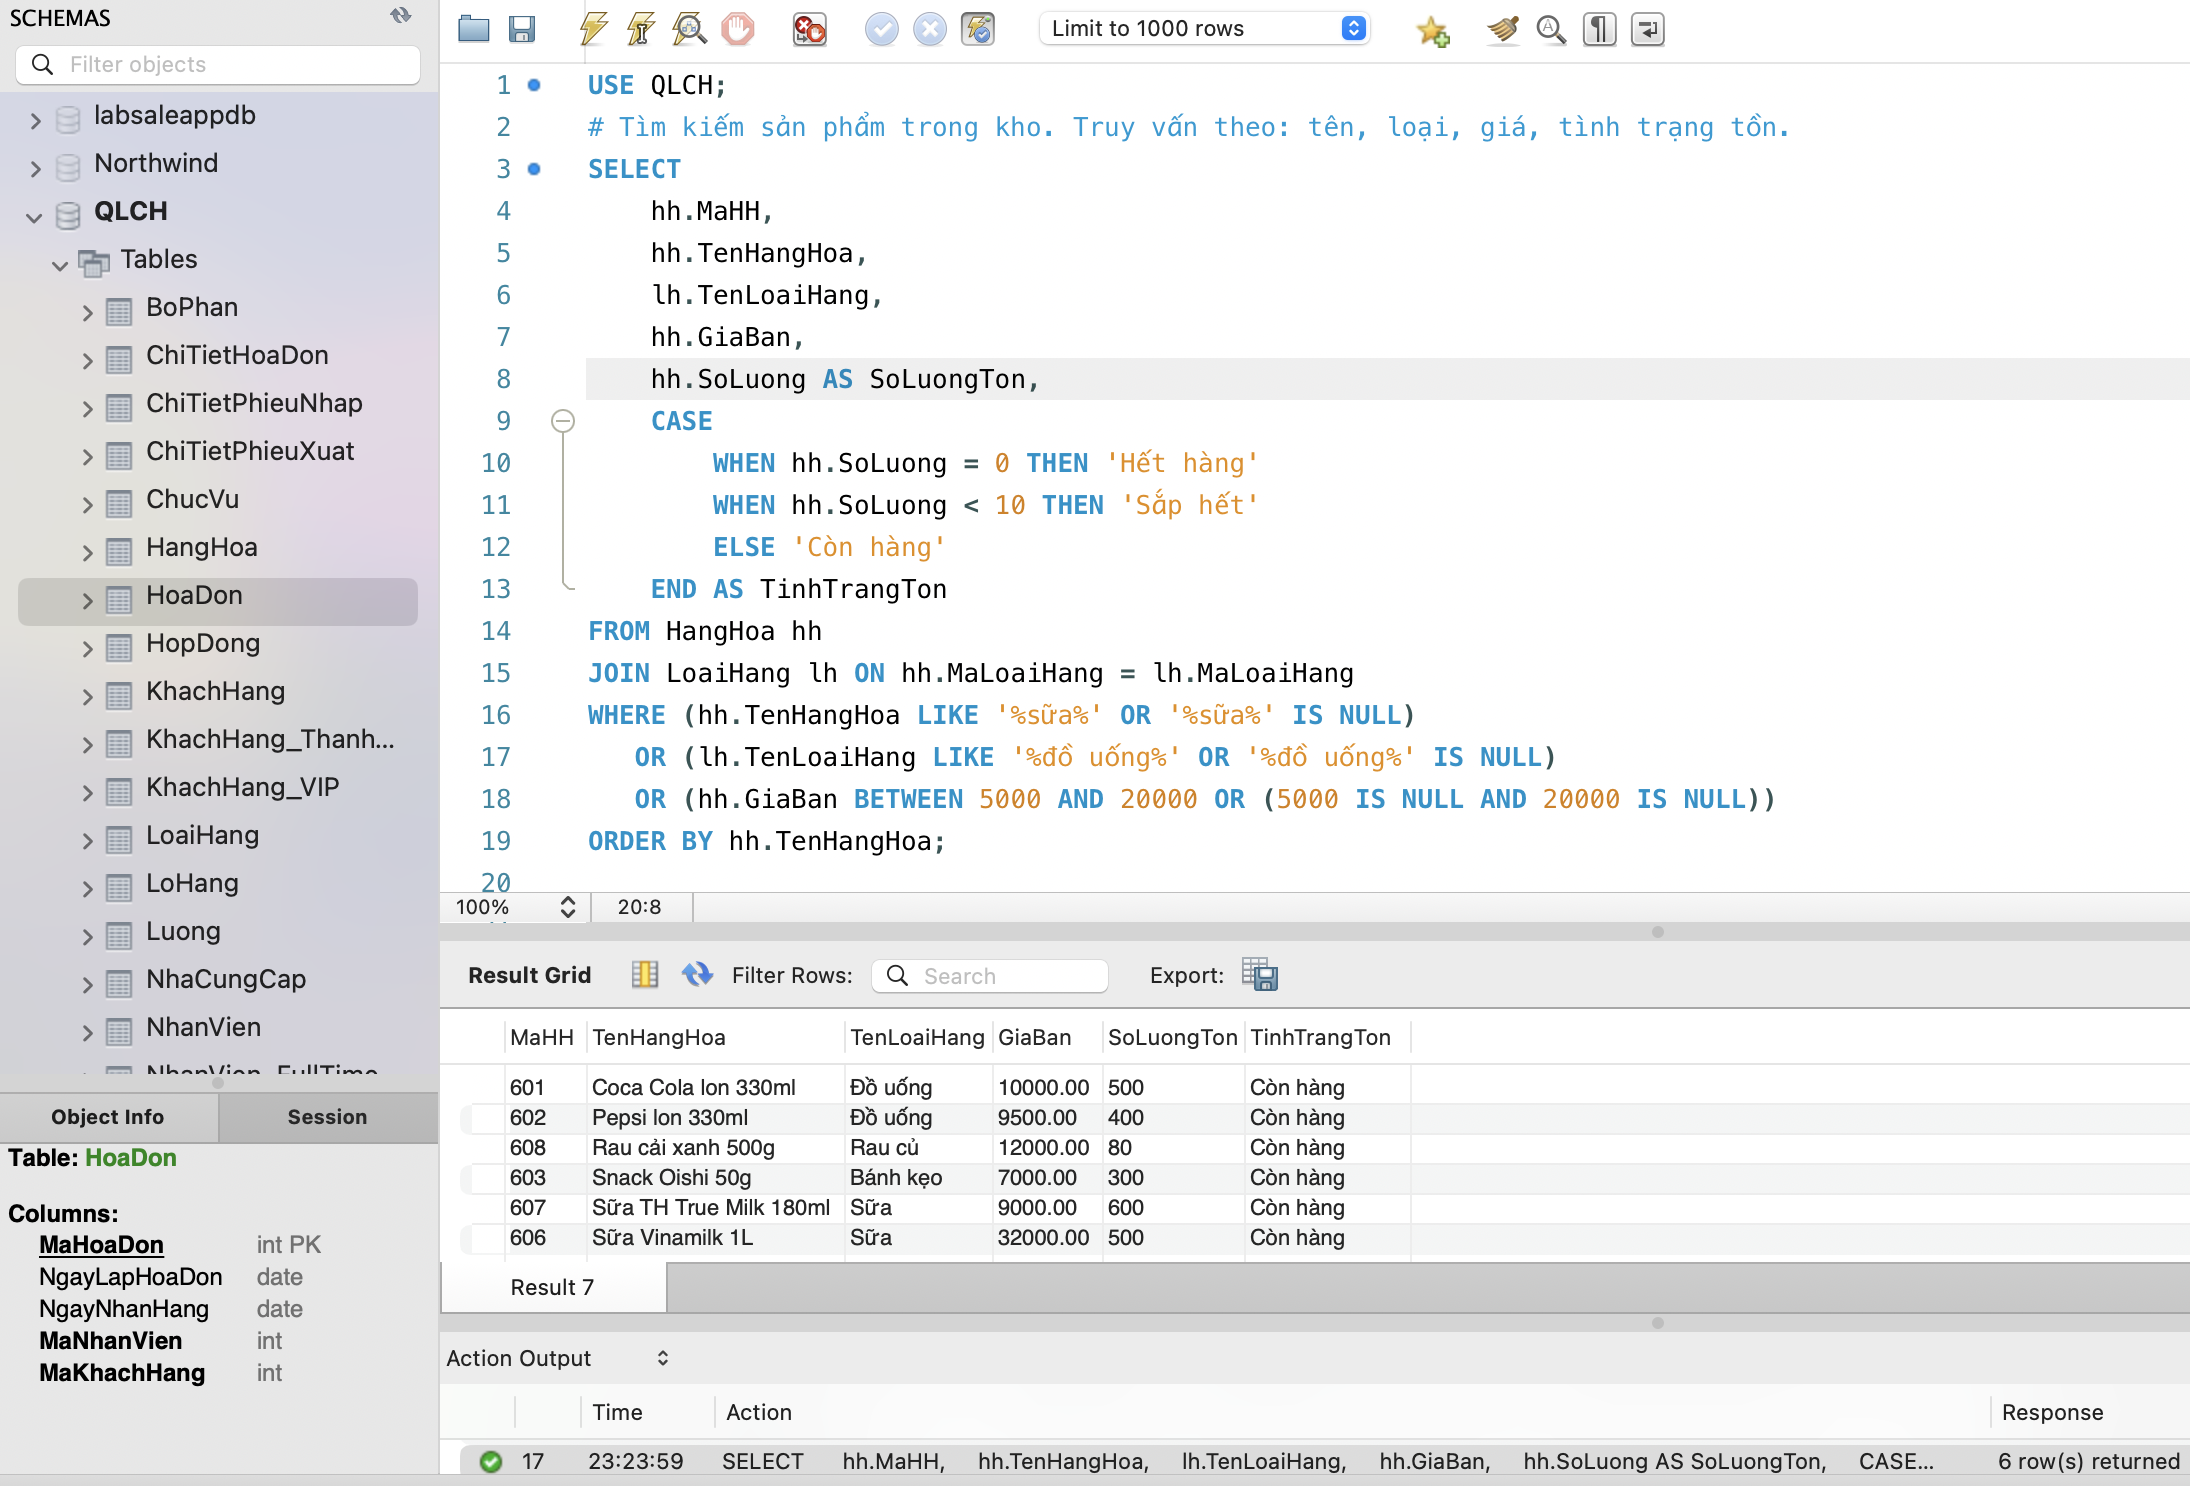 SCHEMAS
Filter objects
labsaleappdb
Northwind
QLCH
Tables
BoPhan
ChiTietHoaDon
ChiTietPhieuNhap
ChiTietPhieuXuat
ChucVu
HangHoa
HoaDon
HopDong
KhachHang
KhachHang_Thanh...
KhachHang_VIP
LoaiHang
LoHang
Luong
NhaCungCap
NhanVien
NhanVien_FullTime
Object Info Session
Table: HoaDon
Columns:
MaHoaDon int PK
NgayLapHoaDon date
NgayNhanHang date
MaNhanVien int
MaKhachHang int
Limit to 1000 rows
1 USE QLCH;
2 # Tìm kiếm sản phẩm trong kho. Truy vấn theo: tên, loại, giá, tình trạng tồn.
3 SELECT
4 hh.MaHH,
5 hh.TenHangHoa,
6 lh.TenLoaiHang,
7 hh.GiaBan,
8 hh.SoLuong AS SoLuongTon,
9 CASE
10 WHEN hh.SoLuong = 0 THEN 'Hết hàng'
11 WHEN hh.SoLuong < 10 THEN 'Sắp hết'
12 ELSE 'Còn hàng'
13 END AS TinhTrangTon
14 FROM HangHoa hh
15 JOIN LoaiHang lh ON hh.MaLoaiHang = lh.MaLoaiHang
16 WHERE (hh.TenHangHoa LIKE '%sữa%' OR '%sữa%' IS NULL)
17 OR (lh.TenLoaiHang LIKE '%đồ uống%' OR '%đồ uống%' IS NULL)
18 OR (hh.GiaBan BETWEEN 5000 AND 20000 OR (5000 IS NULL AND 20000 IS NULL))
19 ORDER BY hh.TenHangHoa;
20
100% 20:8
Result Grid Filter Rows: Search Export:
MaHH TenHangHoa TenLoaiHang GiaBan SoLuongTon TinhTrangTon
601 Coca Cola lon 330ml Đồ uống 10000.00 500 Còn hàng
602 Pepsi lon 330ml Đồ uống 9500.00 400 Còn hàng
608 Rau cải xanh 500g Rau củ 12000.00 80 Còn hàng
603 Snack Oishi 50g Bánh kẹo 7000.00 300 Còn hàng
607 Sữa TH True Milk 180ml Sữa 9000.00 600 Còn hàng
606 Sữa Vinamilk 1L Sữa 32000.00 500 Còn hàng
Result 7
Action Output
Time Action Response
17 23:23:59 SELECT hh.MaHH, hh.TenHangHoa, lh.TenLoaiHang, hh.GiaBan, hh.SoLuong AS SoLuongTon, CASE... 6 row(s) returned